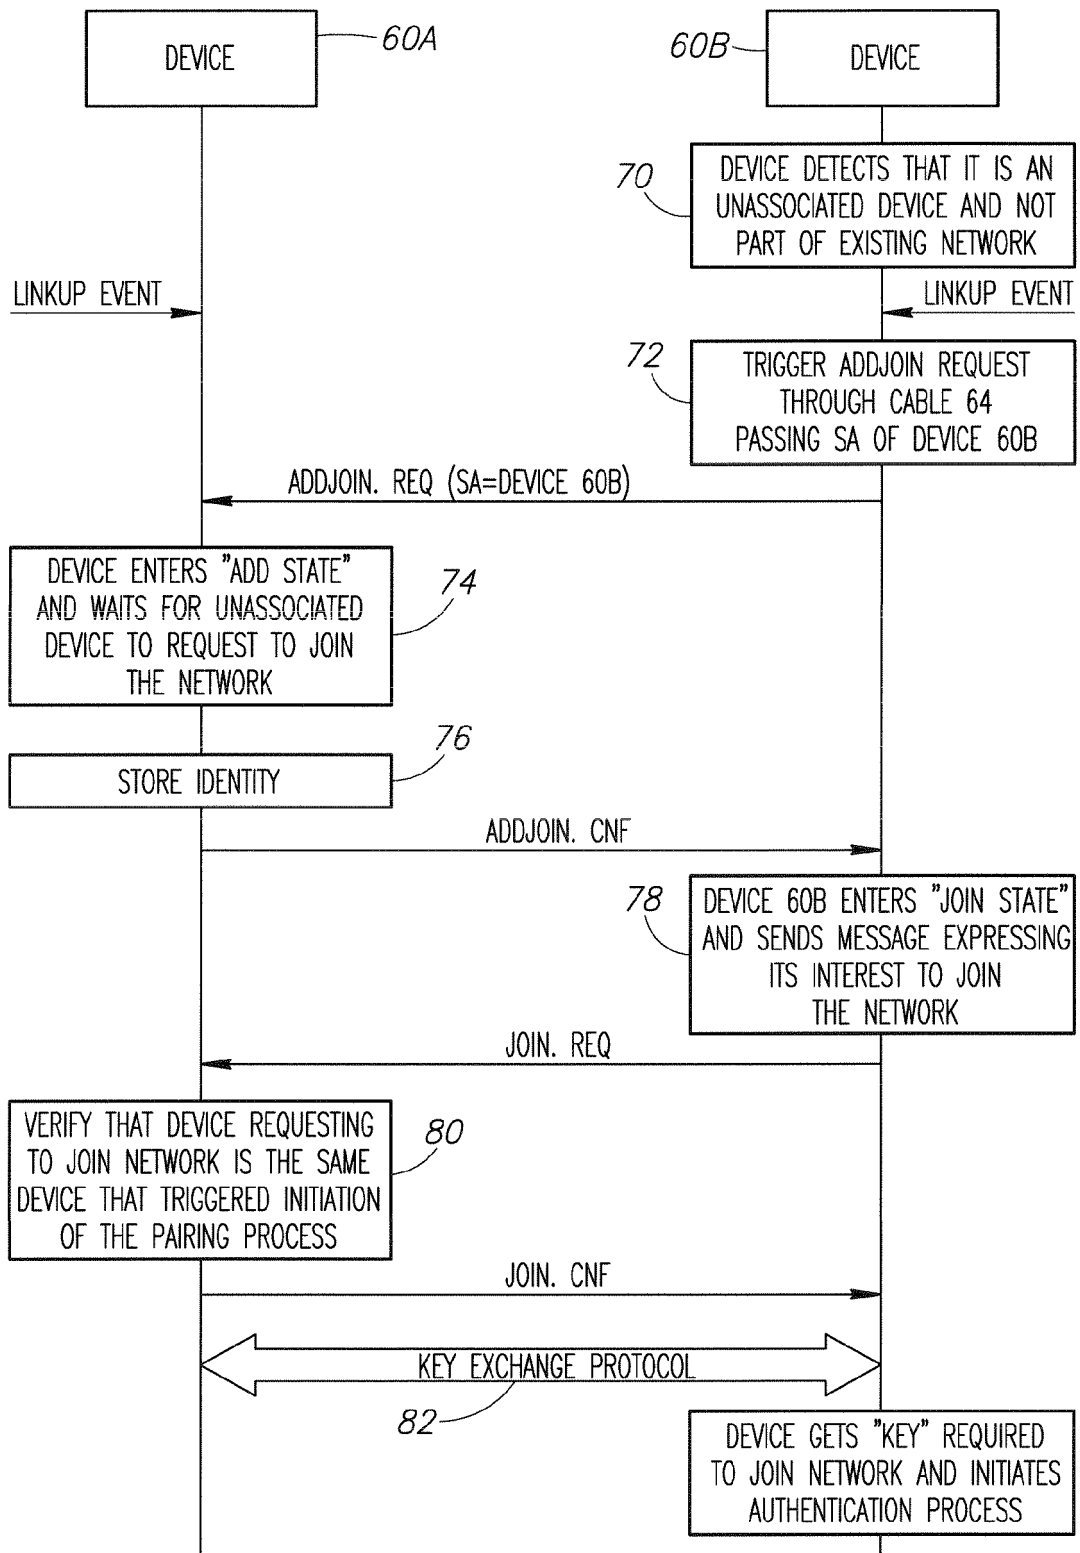 DEVICE
60A
60B
DEVICE
70
DEVICE DETECTS THAT IT IS AN
UNASSOCIATED DEVICE AND NOT
PART OF EXISTING NETWORK
LINKUP EVENT
LINKUP EVENT
72
TRIGGER ADDJOIN REQUEST
THROUGH CABLE 64
PASSING SA OF DEVICE 60B
ADDJOIN. REQ (SA=DEVICE 60B)
DEVICE ENTERS "ADD STATE"
AND WAITS FOR UNASSOCIATED
DEVICE TO REQUEST TO JOIN
THE NETWORK
74
76
STORE IDENTITY
ADDJOIN. CNF
78
DEVICE 60B ENTERS "JOIN STATE"
AND SENDS MESSAGE EXPRESSING
ITS INTEREST TO JOIN
THE NETWORK
JOIN. REQ
VERIFY THAT DEVICE REQUESTING
TO JOIN NETWORK IS THE SAME
DEVICE THAT TRIGGERED INITIATION
OF THE PAIRING PROCESS
80
JOIN. CNF
KEY EXCHANGE PROTOCOL
82
DEVICE GETS "KEY" REQUIRED
TO JOIN NETWORK AND INITIATES
AUTHENTICATION PROCESS